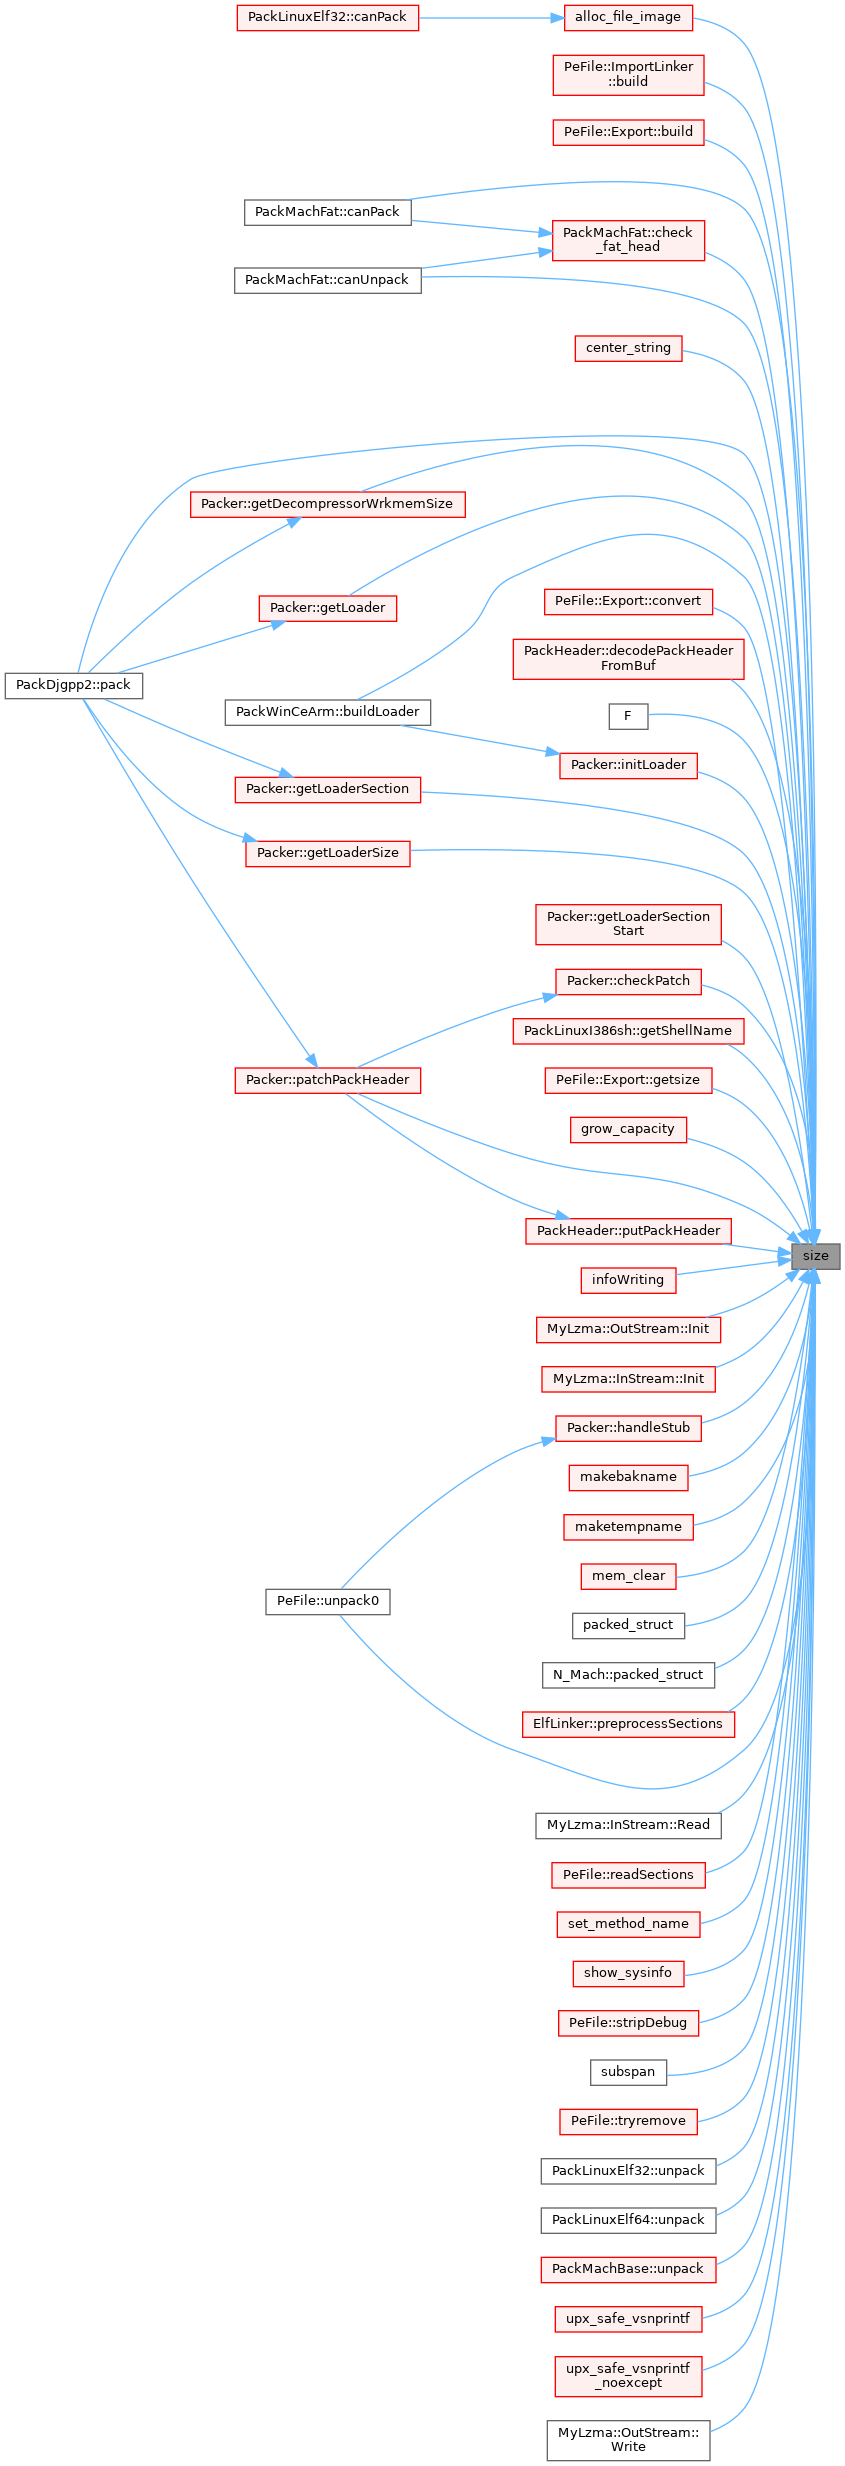 PackLinuxElf32::canPack
alloc_file_image
PeFile::ImportLinker
::build
PeFile::Export::build
PackMachFat::canPack
PackMachFat::check
_fat_head
PackMachFat::canUnpack
center_string
Packer::getDecompressorWrkmemSize
Packer::getLoader
PeFile::Export::convert
PackHeader::decodePackHeader
FromBuf
PackDjgpp2::pack
PackWinCeArm::buildLoader
F
Packer::initLoader
Packer::getLoaderSection
Packer::getLoaderSize
Packer::getLoaderSection
Start
Packer::checkPatch
PackLinuxI386sh::getShellName
Packer::patchPackHeader
PeFile::Export::getsize
grow_capacity
PackHeader::putPackHeader
size
infoWriting
MyLzma::OutStream::Init
MyLzma::InStream::Init
Packer::handleStub
makebakname
maketempname
mem_clear
PeFile::unpack0
packed_struct
N_Mach::packed_struct
ElfLinker::preprocessSections
MyLzma::InStream::Read
PeFile::readSections
set_method_name
show_sysinfo
PeFile::stripDebug
subspan
PeFile::tryremove
PackLinuxElf32::unpack
PackLinuxElf64::unpack
PackMachBase::unpack
upx_safe_vsnprintf
upx_safe_vsnprintf
_noexcept
MyLzma::OutStream::
Write